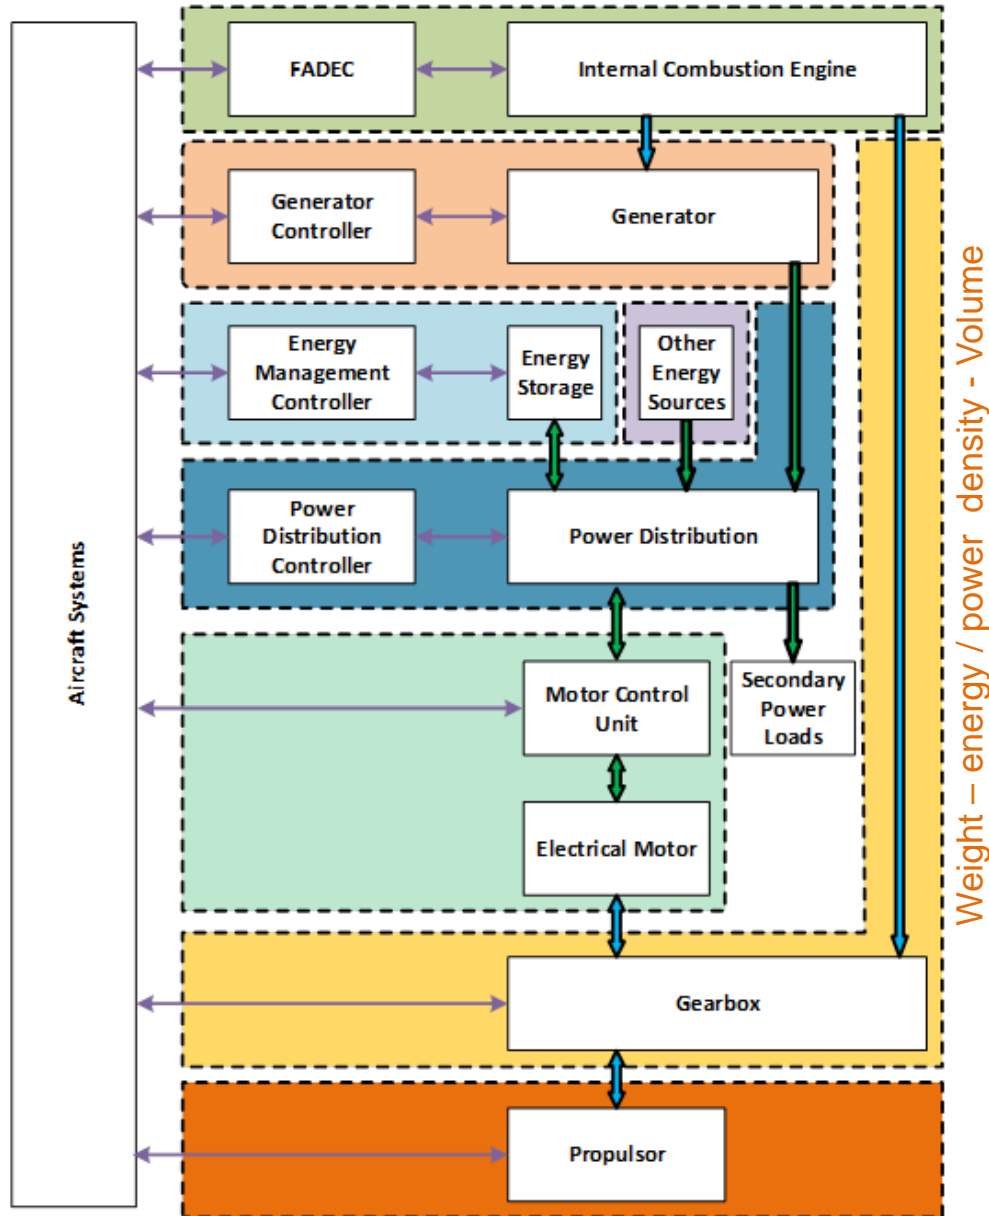 FADEC
Internal Combustion Engine
Generator
Controller
Generator
Energy
Management
Controller
Energy
Storage
Other
Energy
Sources
Power
Distribution
Controller
Power Distribution
Aircraft Systems
Motor Control
Unit
Secondary
Power
Loads
Electrical Motor
Gearbox
Propulsor
Weight – energy / power density - Volume